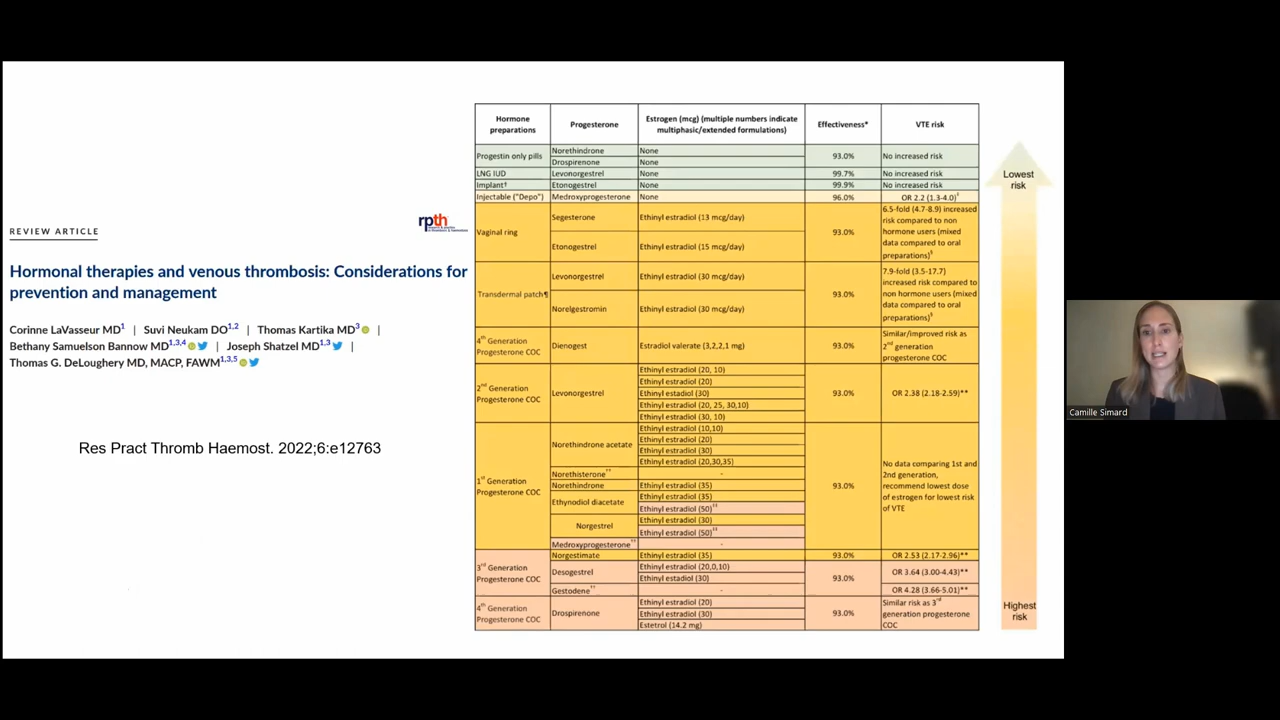 REVIEW ARTICLE
rpth
Hormonal therapies and venous thrombosis: Considerations for
prevention and management
Corinne LaVasseur MD1 | Suvi Neukam DO1,2 | Thomas Kartika MD3 |
Bethany Samuelson Bannow MD1,3,4 | Joseph Shatzel MD1,3 |
Thomas G. DeLoughery MD, MACP, FAWM1,3,5
Res Pract Thromb Haemost. 2022;6:e12763
Hormone preparations Progesterone Estrogen (mcg) (multiple numbers indicate multiphasic/extended formulations) Effectiveness* VTE risk
Progestin only pills Norethindrone None 93.0% No increased risk
Drospirenone None
LNG IUD Levonorgestrel None 99.7% No increased risk
Implant† Etonogestrel None 99.9% No increased risk
Injectable ("Depo") Medroxyprogesterone None 96.0% OR 2.2 (1.3-4.0)
Vaginal ring Segesterone Ethinyl estradiol (13 mcg/day) 93.0% 6.5-fold (4.7-8.9) increased risk compared to non hormone users (mixed data compared to oral preparations)§
Etonogestrel Ethinyl estradiol (15 mcg/day)
Transdermal patch¶ Levonorgestrel Ethinyl estradiol (30 mcg/day) 93.0% 7.9-fold (3.5-17.7) increased risk compared to non hormone users (mixed data compared to oral preparations)§
Norelgestromin Ethinyl estradiol (30 mcg/day)
4th Generation Progesterone COC Dienogest Estradiol valerate (3,2,2,1 mg) 93.0% Similar/improved risk as 2nd generation progesterone COC
2nd Generation Progesterone COC Levonorgestrel Ethinyl estradiol (20, 10) 93.0% OR 2.38 (2.18-2.59)**
Ethinyl estradiol (20)
Ethinyl estadiol (30)
Ethinyl estradiol (20, 25, 30,10)
Ethinyl estradiol (30, 10)
1st Generation Progesterone COC Norethindrone acetate Ethinyl estradiol (10,10) 93.0% No data comparing 1st and 2nd generation, recommend lowest dose of estrogen for lowest risk of VTE
Ethinyl estradiol (20)
Ethinyl estradiol (30)
Ethinyl estradiol (20,30,35)
Norethisterone†† -
Norethindrone Ethinyl estradiol (35)
Ethynodiol diacetate Ethinyl estradiol (35)
Ethinyl estradiol (50)‡‡
Norgestrel Ethinyl estradiol (30)
Ethinyl estradiol (50)‡‡
Medroxyprogesterone†† -
3rd Generation Progesterone COC Norgestimate Ethinyl estradiol (35) 93.0% OR 2.53 (2.17-2.96)**
Desogestrel Ethinyl estradiol (20,0,10) 93.0% OR 3.64 (3.00-4.43)**
Ethinyl estadiol (30)
Gestodene†† - OR 4.28 (3.66-5.01)**
4th Generation Progesterone COC Drospirenone Ethinyl estradiol (20) 93.0% Similar risk as 3rd generation progesterone COC
Ethinyl estradiol (30)
Estetrol (14.2 mg)
Lowest
risk
Highest
risk
Camille Simard